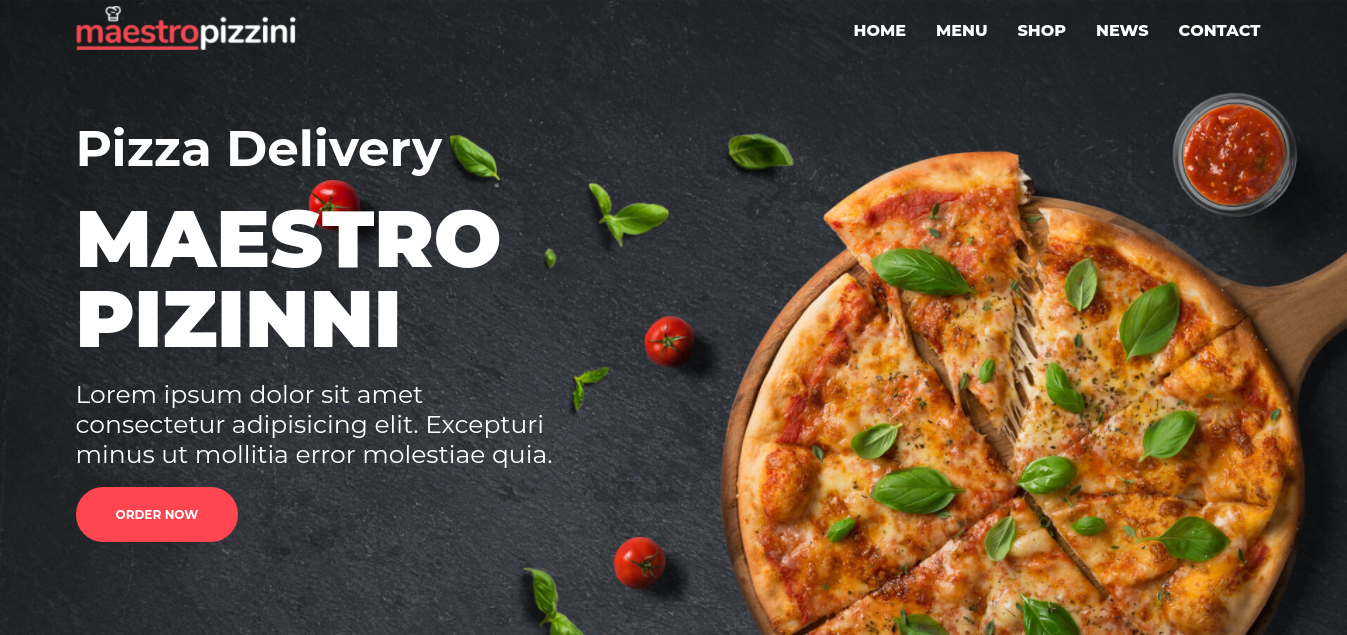 maestropizzini
HOME MENU SHOP NEWS CONTACT
Pizza Delivery
MAESTRO
PIZINNI
Lorem ipsum dolor sit amet
consectetur adipisicing elit. Excepturi
minus ut mollitia error molestiae quia.
ORDER NOW